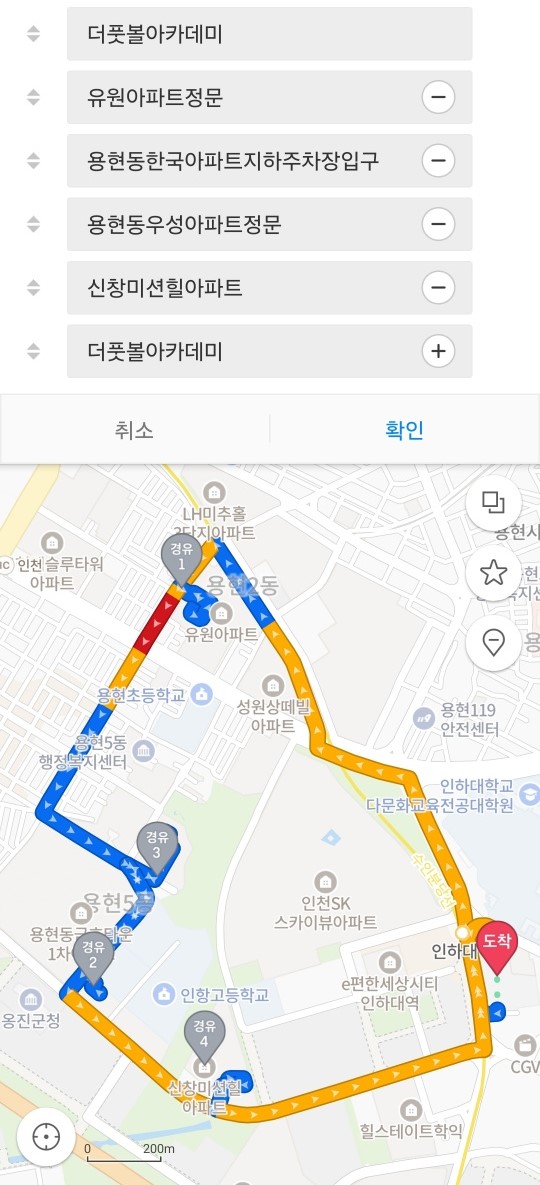 더풋볼아카데미
유원아파트정문
용현동한국아파트지하주차장입구
용현동우성아파트정문
신창미션힐아파트
더풋볼아카데미
취소
확인
LH미추홀
3단지아파트
용현시
인천슬루타워
아파트
경유
1
용현2동
유원아파트
용현초등학교
성원상떼빌
아파트
용현119
안전센터
용현5동
행정복지센터
인하대학교
다문화교육전공대학원
경유
3
수인분당선
인천SK
스카이뷰아파트
용현5동
경유
2
1차
인하대
도착
e편한세상시티
인하대역
옹진군청
인항고등학교
경유
4
CGV
신창미션힐
아파트
힐스테이트학익
0
200m